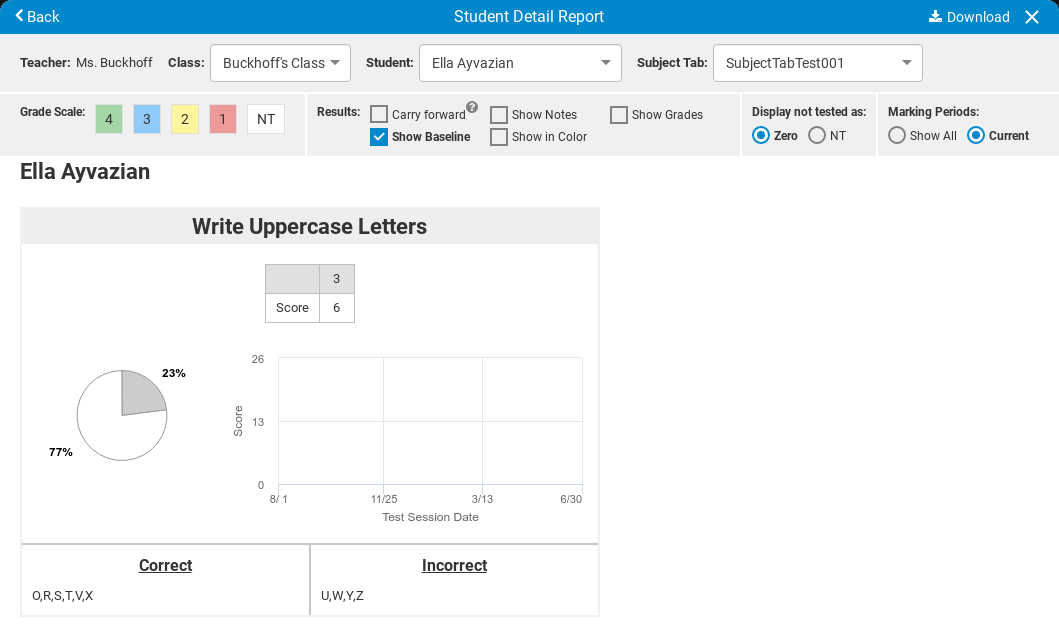 Back
Student Detail Report
Download
Teacher: Ms. Buckhoff
Class: Buckhoff's Class
Student: Ella Ayvazian
Subject Tab: SubjectTabTest001
Grade Scale: 4 3 2 1 NT
Results: Carry forward ? Show Notes Show Grades
Show Baseline Show in Color
Display not tested as:
Zero NT
Marking Periods:
Show All Current
Ella Ayvazian
Write Uppercase Letters
3
Score 6
23%
77%
26
13
0
Score
8/ 1 11/25 3/13 6/30
Test Session Date
Correct
O,R,S,T,V,X
Incorrect
U,W,Y,Z